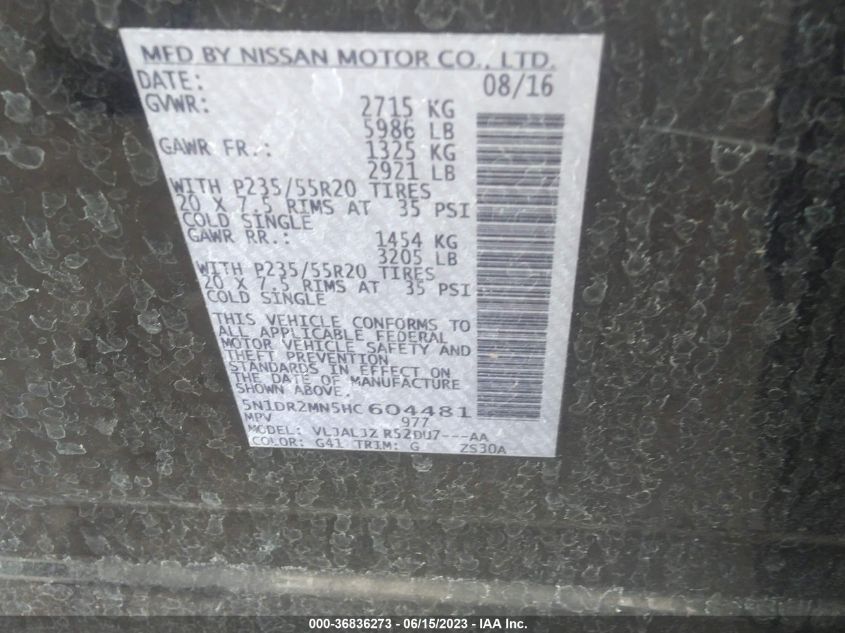 MFD BY NISSAN MOTOR CO., LTD.
DATE: 08/16
GVWR: 2715 KG
5986 LB
GAWR FR.: 1325 KG
2921 LB
WITH P235/55R20 TIRES
20 X 7.5 RIMS AT 35 PSI
COLD SINGLE
GAWR RR.: 1454 KG
3205 LB
WITH P235/55R20 TIRES
20 X 7.5 RIMS AT 35 PSI
COLD SINGLE
THIS VEHICLE CONFORMS TO
ALL APPLICABLE FEDERAL
MOTOR VEHICLE SAFETY AND
THEFT PREVENTION
STANDARDS IN EFFECT ON
THE DATE OF MANUFACTURE
SHOWN ABOVE.
5N1DR2MN5HC604481
MPV 977
MODEL: VLJALJZ R52DU7---AA
COLOR: G41 TRIM: G ZS30A
000-36836273 - 06/15/2023 - IAA Inc.